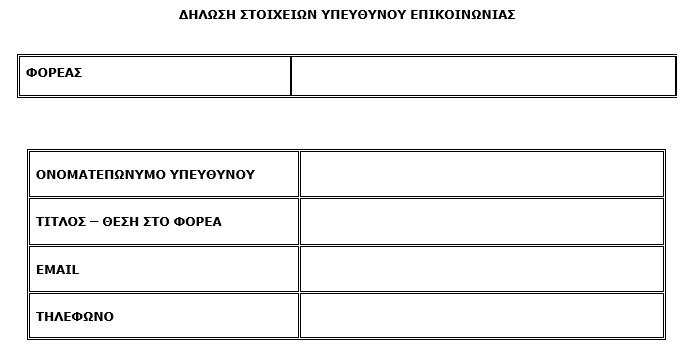 ΔΗΛΩΣΗ ΣΤΟΙΧΕΙΩΝ ΥΠΕΥΘΥΝΟΥ ΕΠΙΚΟΙΝΩΝΙΑΣ
ΦΟΡΕΑΣ
ΟΝΟΜΑΤΕΠΩΝΥΜΟ ΥΠΕΥΘΥΝΟΥ
ΤΙΤΛΟΣ – ΘΕΣΗ ΣΤΟ ΦΟΡΕΑ
EMAIL
ΤΗΛΕΦΩΝΟ